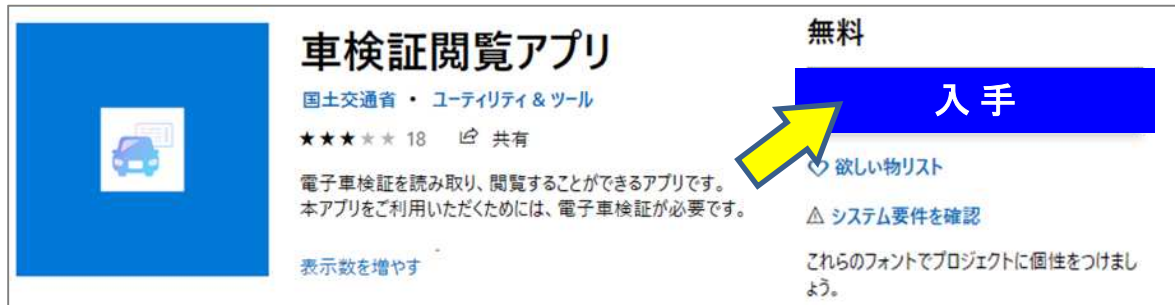 車検証閲覧アプリ
国土交通省 • ユーティリティ & ツール
★★★★★ 18 共有
電子車検証を読み取り、閲覧することができるアプリです。
本アプリをご利用いただくためには、電子車検証が必要です。
表示数を増やす
無料
入手
欲しい物リスト
システム要件を確認
これらのフォントでプロジェクトに個性をつけまし
ょう。